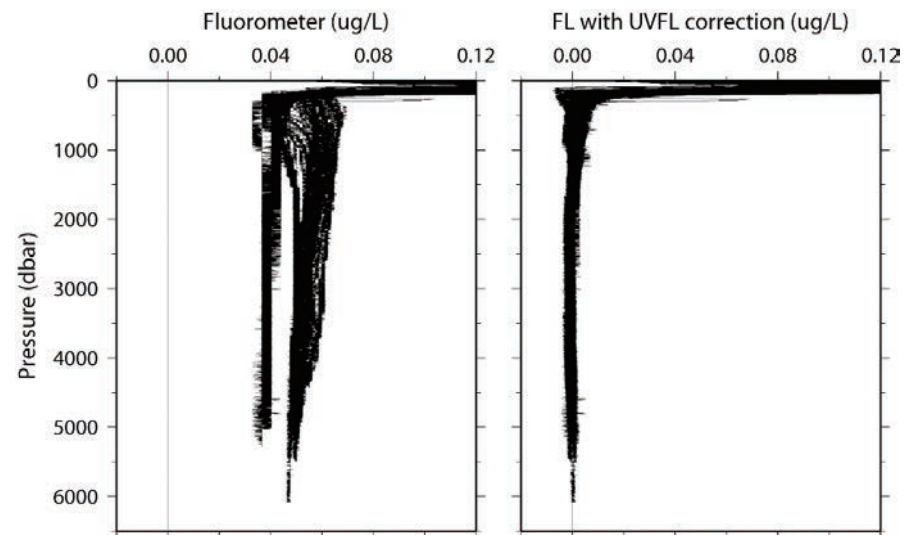 Fluorometer (ug/L)
FL with UVFL correction (ug/L)
0.00 0.04 0.08 0.12
0.00 0.04 0.08 0.12
0
1000
2000
3000
4000
5000
6000
Pressure (dbar)